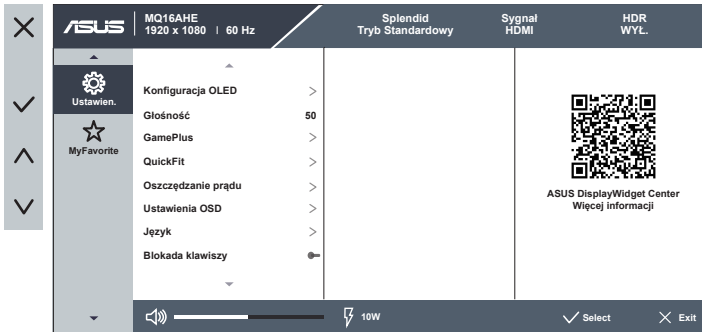 ASUS
MQ16AHE
1920 x 1080 | 60 Hz
Splendid
Tryb Standardowy
Sygnał
HDMI
HDR
WYŁ.
Ustawien.
MyFavorite
Konfiguracja OLED
Głośność 50
GamePlus
QuickFit
Oszczędzanie prądu
Ustawienia OSD
Język
Blokada klawiszy
ASUS DisplayWidget Center
Więcej informacji
10W
Select
Exit